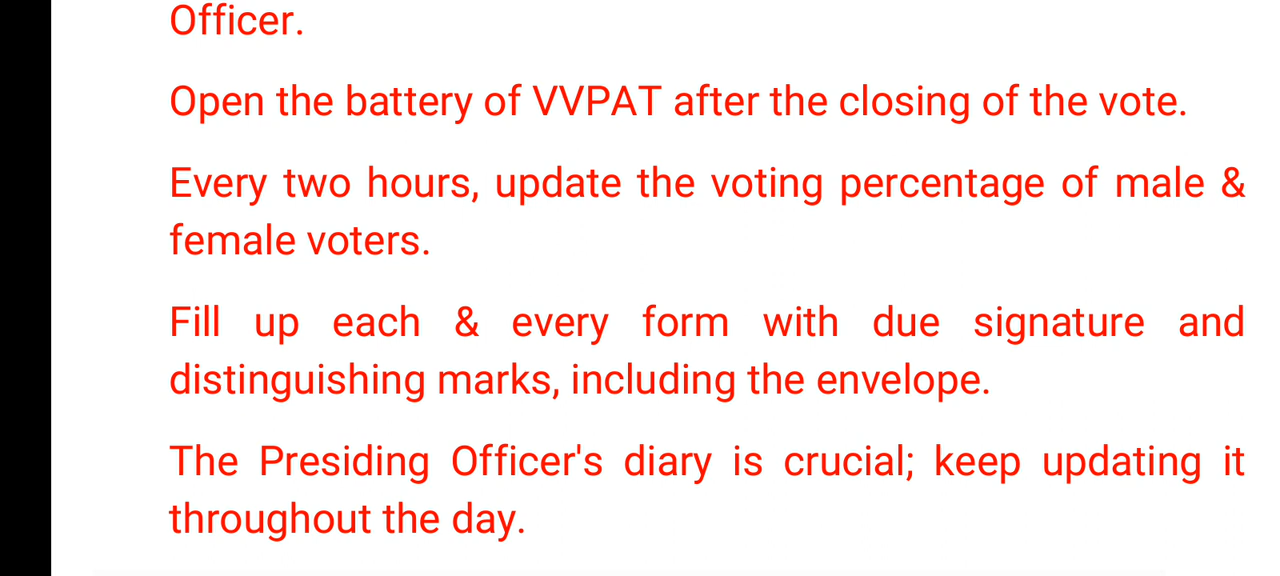 Officer.
Open the battery of VVPAT after the closing of the vote.
Every two hours, update the voting percentage of male &
female voters.
Fill up each & every form with due signature and
distinguishing marks, including the envelope.
The Presiding Officer's diary is crucial; keep updating it
throughout the day.